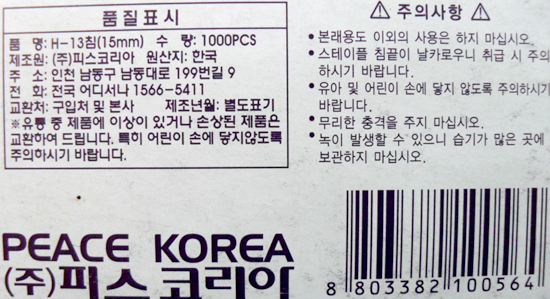 품질표시
품 명: H-13침(15mm) 수 량: 1000PCS
제조원: (주)피스코리아 원산지: 한국
주 소: 인천 남동구 남동대로 199번길 9
전 화: 전국 어디서나 1566-5411
교환처: 구입처 및 본사 제조년월: 별도표기
※유통 중 제품에 이상이 있거나 손상된 제품은
교환하여 드립니다. 특히 어린이 손에 닿지않도록
주의하시기 바랍니다.
⚠ 주의사항 ⚠
•본래용도 이외의 사용은 하지 마십시오.
•스테이플 침끝이 날카로우니 취급 시 주의
하시기 바랍니다.
•유아 및 어린이 손에 닿지 않도록 주의하시기
바랍니다.
•무리한 충격을 주지 마십시오.
•녹이 발생할 수 있으니 습기가 많은 곳에
보관하지 마십시오.
PEACE KOREA
(주)피스코리아
8 803382 100564